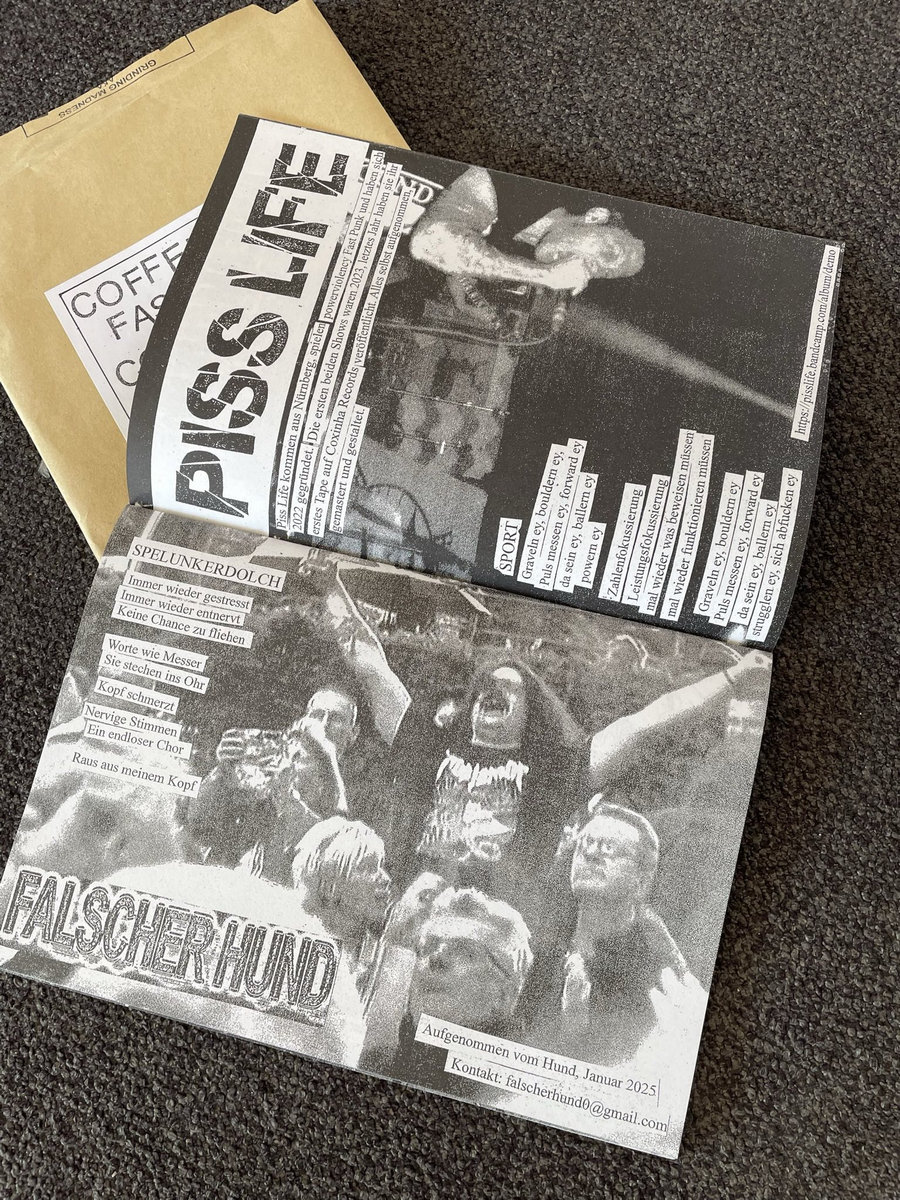 GRINDING MADNESS
COFFE
FAS
CO
PISS LIFE
Piss Life kommen aus Nürnberg, spielen powerviolency Fast Punk und haben sich
2022 gegründet. Die ersten beiden Shows waren 2023, letztes Jahr haben sie ihr
erstes Tape auf Coxinha Records veröffentlicht. Alles selbst aufgenommen,
gemastert und gestaltet.
SPORT
Graveln ey, bouldern ey
Puls messen ey, forward ey
da sein ey, ballern ey
powern ey
Zahlenfokussierung
Leistungsfokussierung
mal wieder was beweisen müssen
mal wieder funktionieren müssen
Graveln ey, bouldern ey
Puls messen ey, forward ey
da sein ey, ballern ey
strugglen ey, sich abfucken ey
https://pisslife.bandcamp.com/album/demo
SPELUNKERDOLCH
Immer wieder gestresst
Immer wieder entnervt
Keine Chance zu fliehen
Worte wie Messer
Sie stechen ins Ohr
Kopf schmerzt
Nervige Stimmen
Ein endloser Chor
Raus aus meinem Kopf
FALSCHER HUND
Aufgenommen vom Hund, Januar 2025
Kontakt: falscherhund0@gmail.com